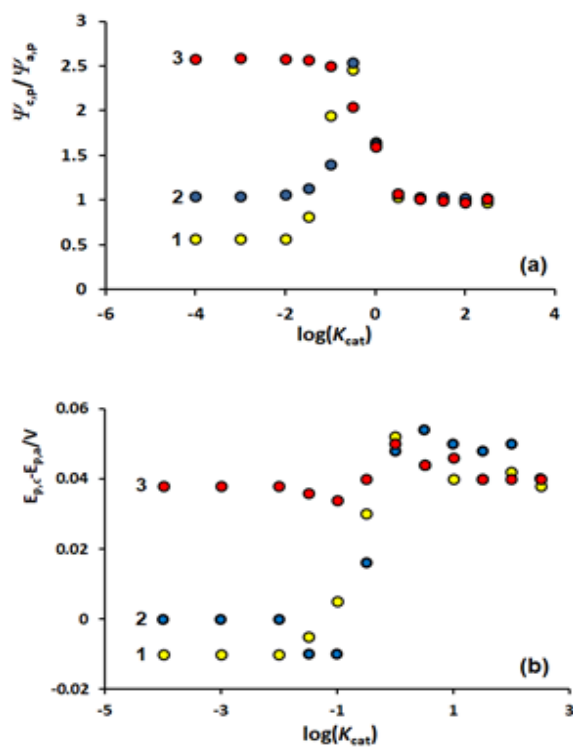 Ψc,p/ Ψa,p
3
2.5
2
1.5
1
0.5
0
3
2
1
(a)
-6 -4 -2 0 2 4
log(Kcat)
Ep,c-Ep,a/V
0.06
0.04
0.02
0
-0.02
3
2
1
(b)
-5 -3 -1 1 3
log(Kcat)